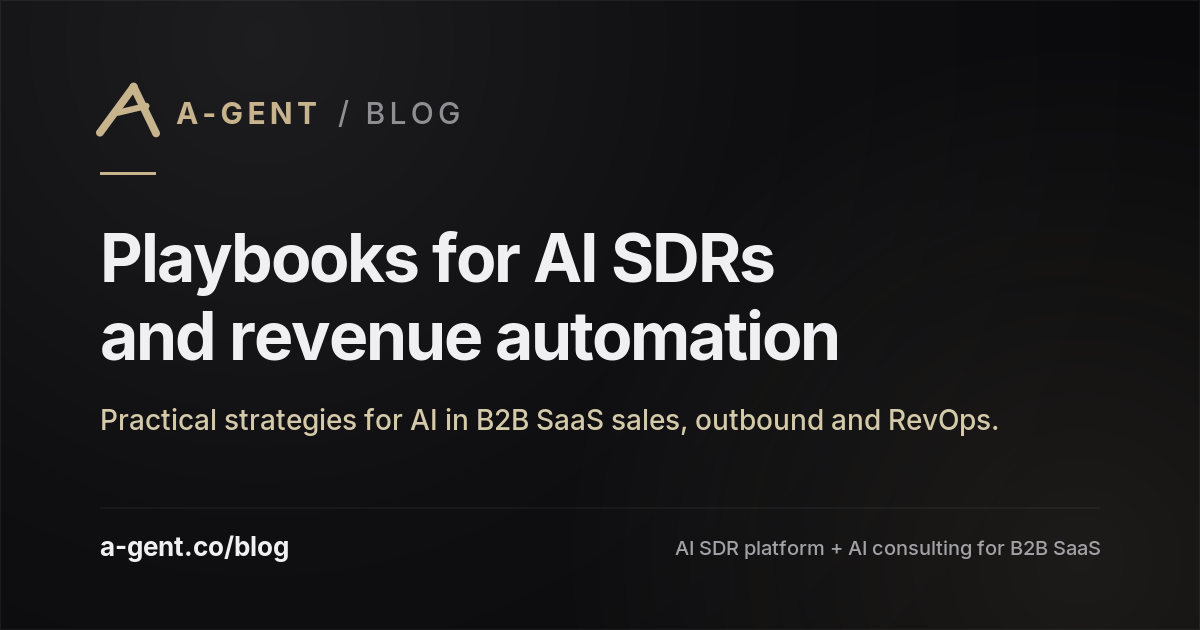 A-GENT / BLOG
Playbooks for AI SDRs
and revenue automation
Practical strategies for AI in B2B SaaS sales, outbound and RevOps.
a-gent.co/blog
AI SDR platform + AI consulting for B2B SaaS